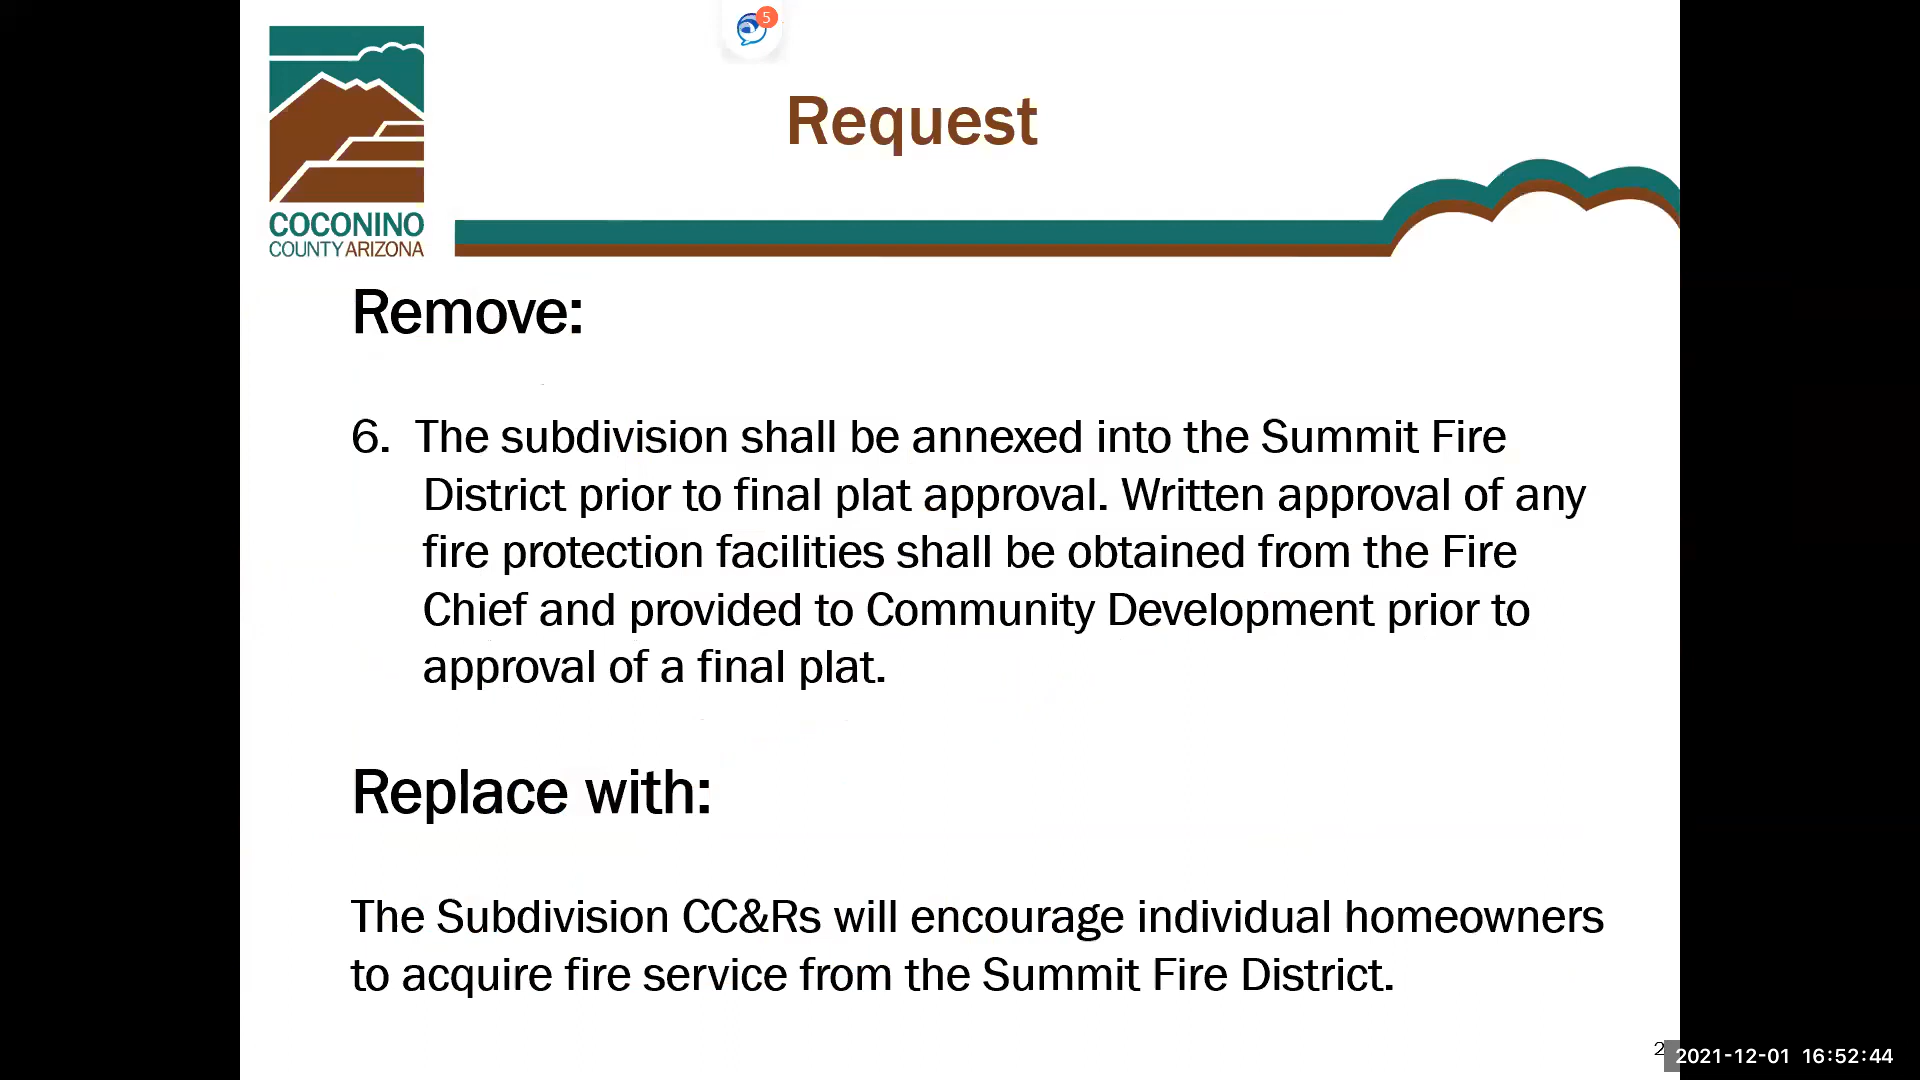 5
Request
COCONINO
COUNTY ARIZONA
Remove:
6. The subdivision shall be annexed into the Summit Fire
District prior to final plat approval. Written approval of any
fire protection facilities shall be obtained from the Fire
Chief and provided to Community Development prior to
approval of a final plat.
Replace with:
The Subdivision CC&Rs will encourage individual homeowners
to acquire fire service from the Summit Fire District.
2
2021-12-01 16:52:44